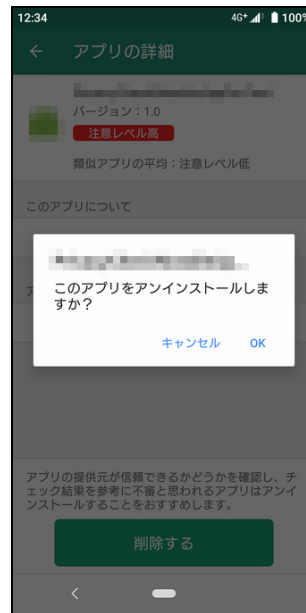 12:34
4G+
100%
アプリの詳細
バージョン：1.0
注意レベル高
類似アプリの平均：注意レベル低
このアプリについて
このアプリをアンインストールしま
すか？
キャンセル
OK
アプリの提供元が信頼できるかどうかを確認し、チ
ェック結果を参考に不審と思われるアプリはアンイ
ンストールすることをおすすめします。
削除する